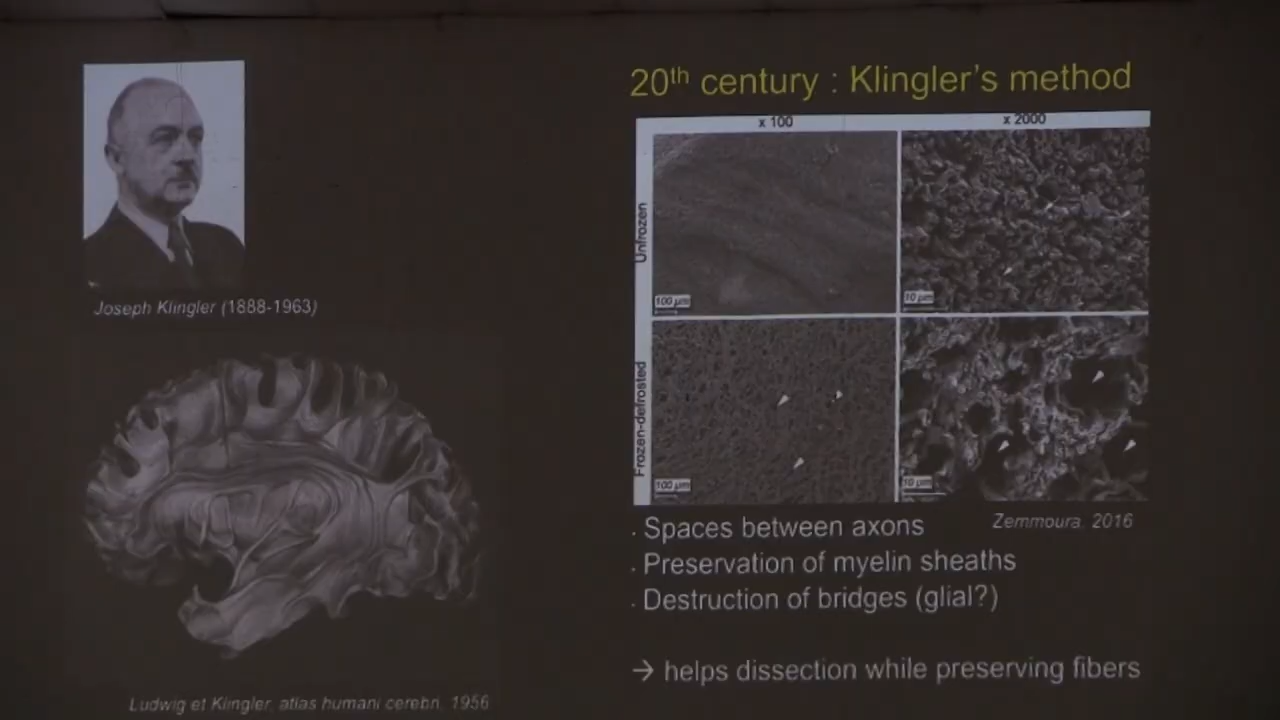 20th century : Klingler's method
x 100
x 2000
Unfrozen
100 µm
10 µm
Frozen-defrosted
100 µm
10 µm
Joseph Klingler (1888-1963)
Zemmoura, 2016
. Spaces between axons
. Preservation of myelin sheaths
. Destruction of bridges (glial?)
→ helps dissection while preserving fibers
Ludwig et Klingler, atlas humani cerebri, 1956